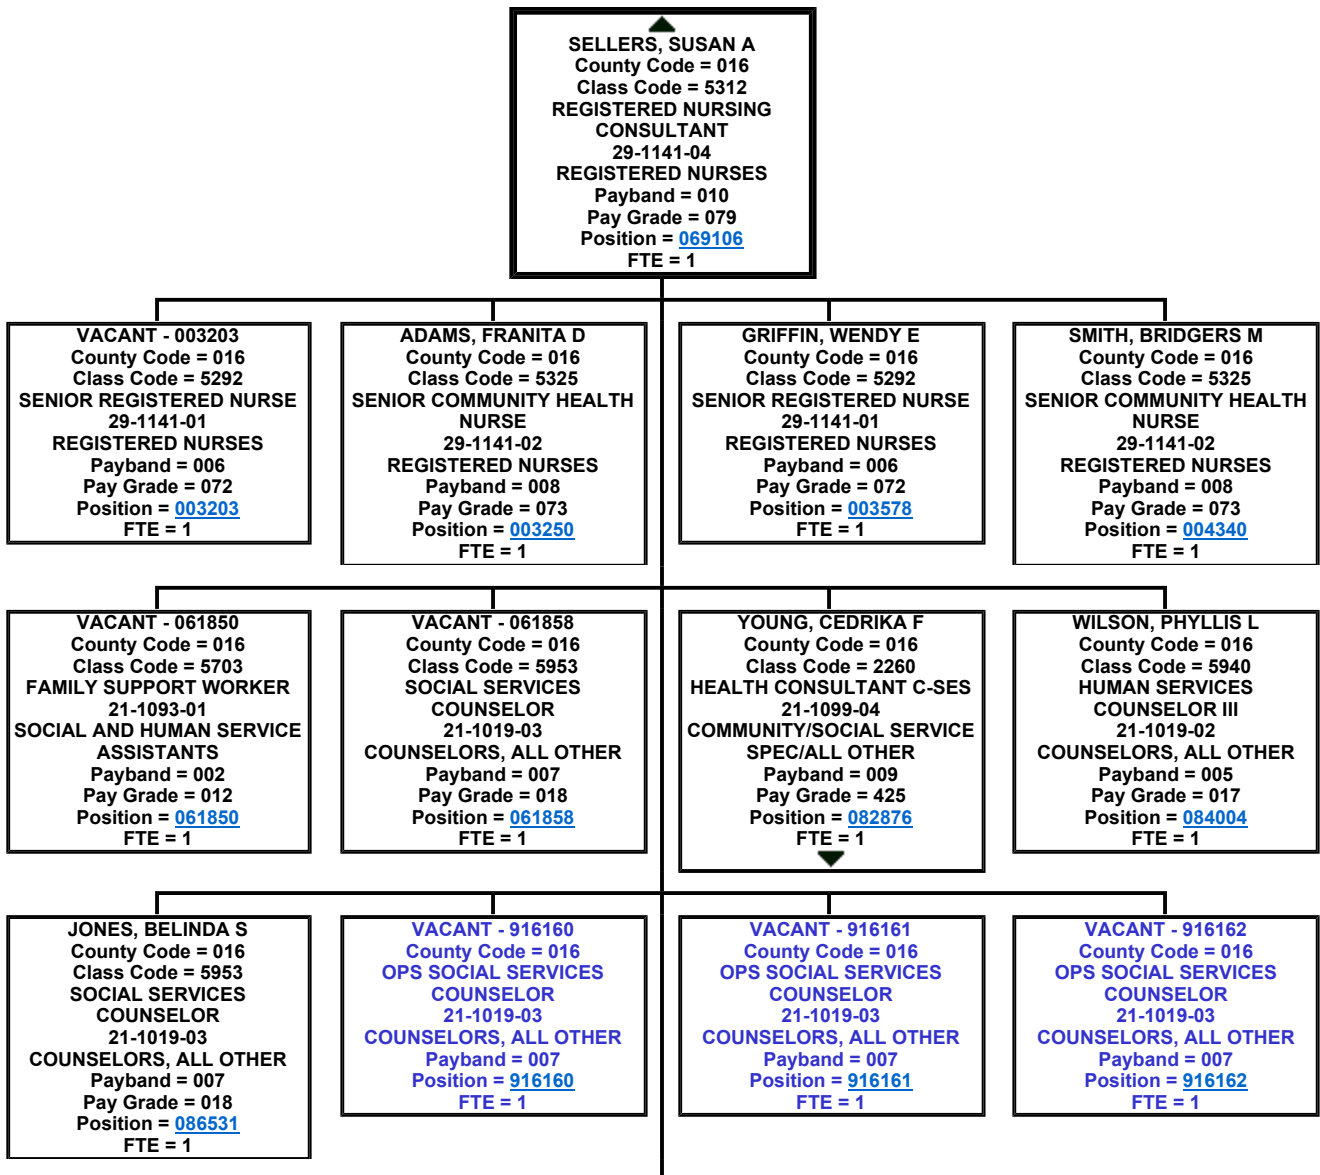 SELLERS, SUSAN A
County Code = 016
Class Code = 5312
REGISTERED NURSING
CONSULTANT
29-1141-04
REGISTERED NURSES
Payband = 010
Pay Grade = 079
Position = 069106
FTE = 1
VACANT - 003203
County Code = 016
Class Code = 5292
SENIOR REGISTERED NURSE
29-1141-01
REGISTERED NURSES
Payband = 006
Pay Grade = 072
Position = 003203
FTE = 1
ADAMS, FRANITA D
County Code = 016
Class Code = 5325
SENIOR COMMUNITY HEALTH
NURSE
29-1141-02
REGISTERED NURSES
Payband = 008
Pay Grade = 073
Position = 003250
FTE = 1
GRIFFIN, WENDY E
County Code = 016
Class Code = 5292
SENIOR REGISTERED NURSE
29-1141-01
REGISTERED NURSES
Payband = 006
Pay Grade = 072
Position = 003578
FTE = 1
SMITH, BRIDGERS M
County Code = 016
Class Code = 5325
SENIOR COMMUNITY HEALTH
NURSE
29-1141-02
REGISTERED NURSES
Payband = 008
Pay Grade = 073
Position = 004340
FTE = 1
VACANT - 061850
County Code = 016
Class Code = 5703
FAMILY SUPPORT WORKER
21-1093-01
SOCIAL AND HUMAN SERVICE
ASSISTANTS
Payband = 002
Pay Grade = 012
Position = 061850
FTE = 1
VACANT - 061858
County Code = 016
Class Code = 5953
SOCIAL SERVICES
COUNSELOR
21-1019-03
COUNSELORS, ALL OTHER
Payband = 007
Pay Grade = 018
Position = 061858
FTE = 1
YOUNG, CEDRIKA F
County Code = 016
Class Code = 2260
HEALTH CONSULTANT C-SES
21-1099-04
COMMUNITY/SOCIAL SERVICE
SPEC/ALL OTHER
Payband = 009
Pay Grade = 425
Position = 082876
FTE = 1
WILSON, PHYLLIS L
County Code = 016
Class Code = 5940
HUMAN SERVICES
COUNSELOR III
21-1019-02
COUNSELORS, ALL OTHER
Payband = 005
Pay Grade = 017
Position = 084004
FTE = 1
JONES, BELINDA S
County Code = 016
Class Code = 5953
SOCIAL SERVICES
COUNSELOR
21-1019-03
COUNSELORS, ALL OTHER
Payband = 007
Pay Grade = 018
Position = 086531
FTE = 1
VACANT - 916160
County Code = 016
OPS SOCIAL SERVICES
COUNSELOR
21-1019-03
COUNSELORS, ALL OTHER
Payband = 007
Position = 916160
FTE = 1
VACANT - 916161
County Code = 016
OPS SOCIAL SERVICES
COUNSELOR
21-1019-03
COUNSELORS, ALL OTHER
Payband = 007
Position = 916161
FTE = 1
VACANT - 916162
County Code = 016
OPS SOCIAL SERVICES
COUNSELOR
21-1019-03
COUNSELORS, ALL OTHER
Payband = 007
Position = 916162
FTE = 1